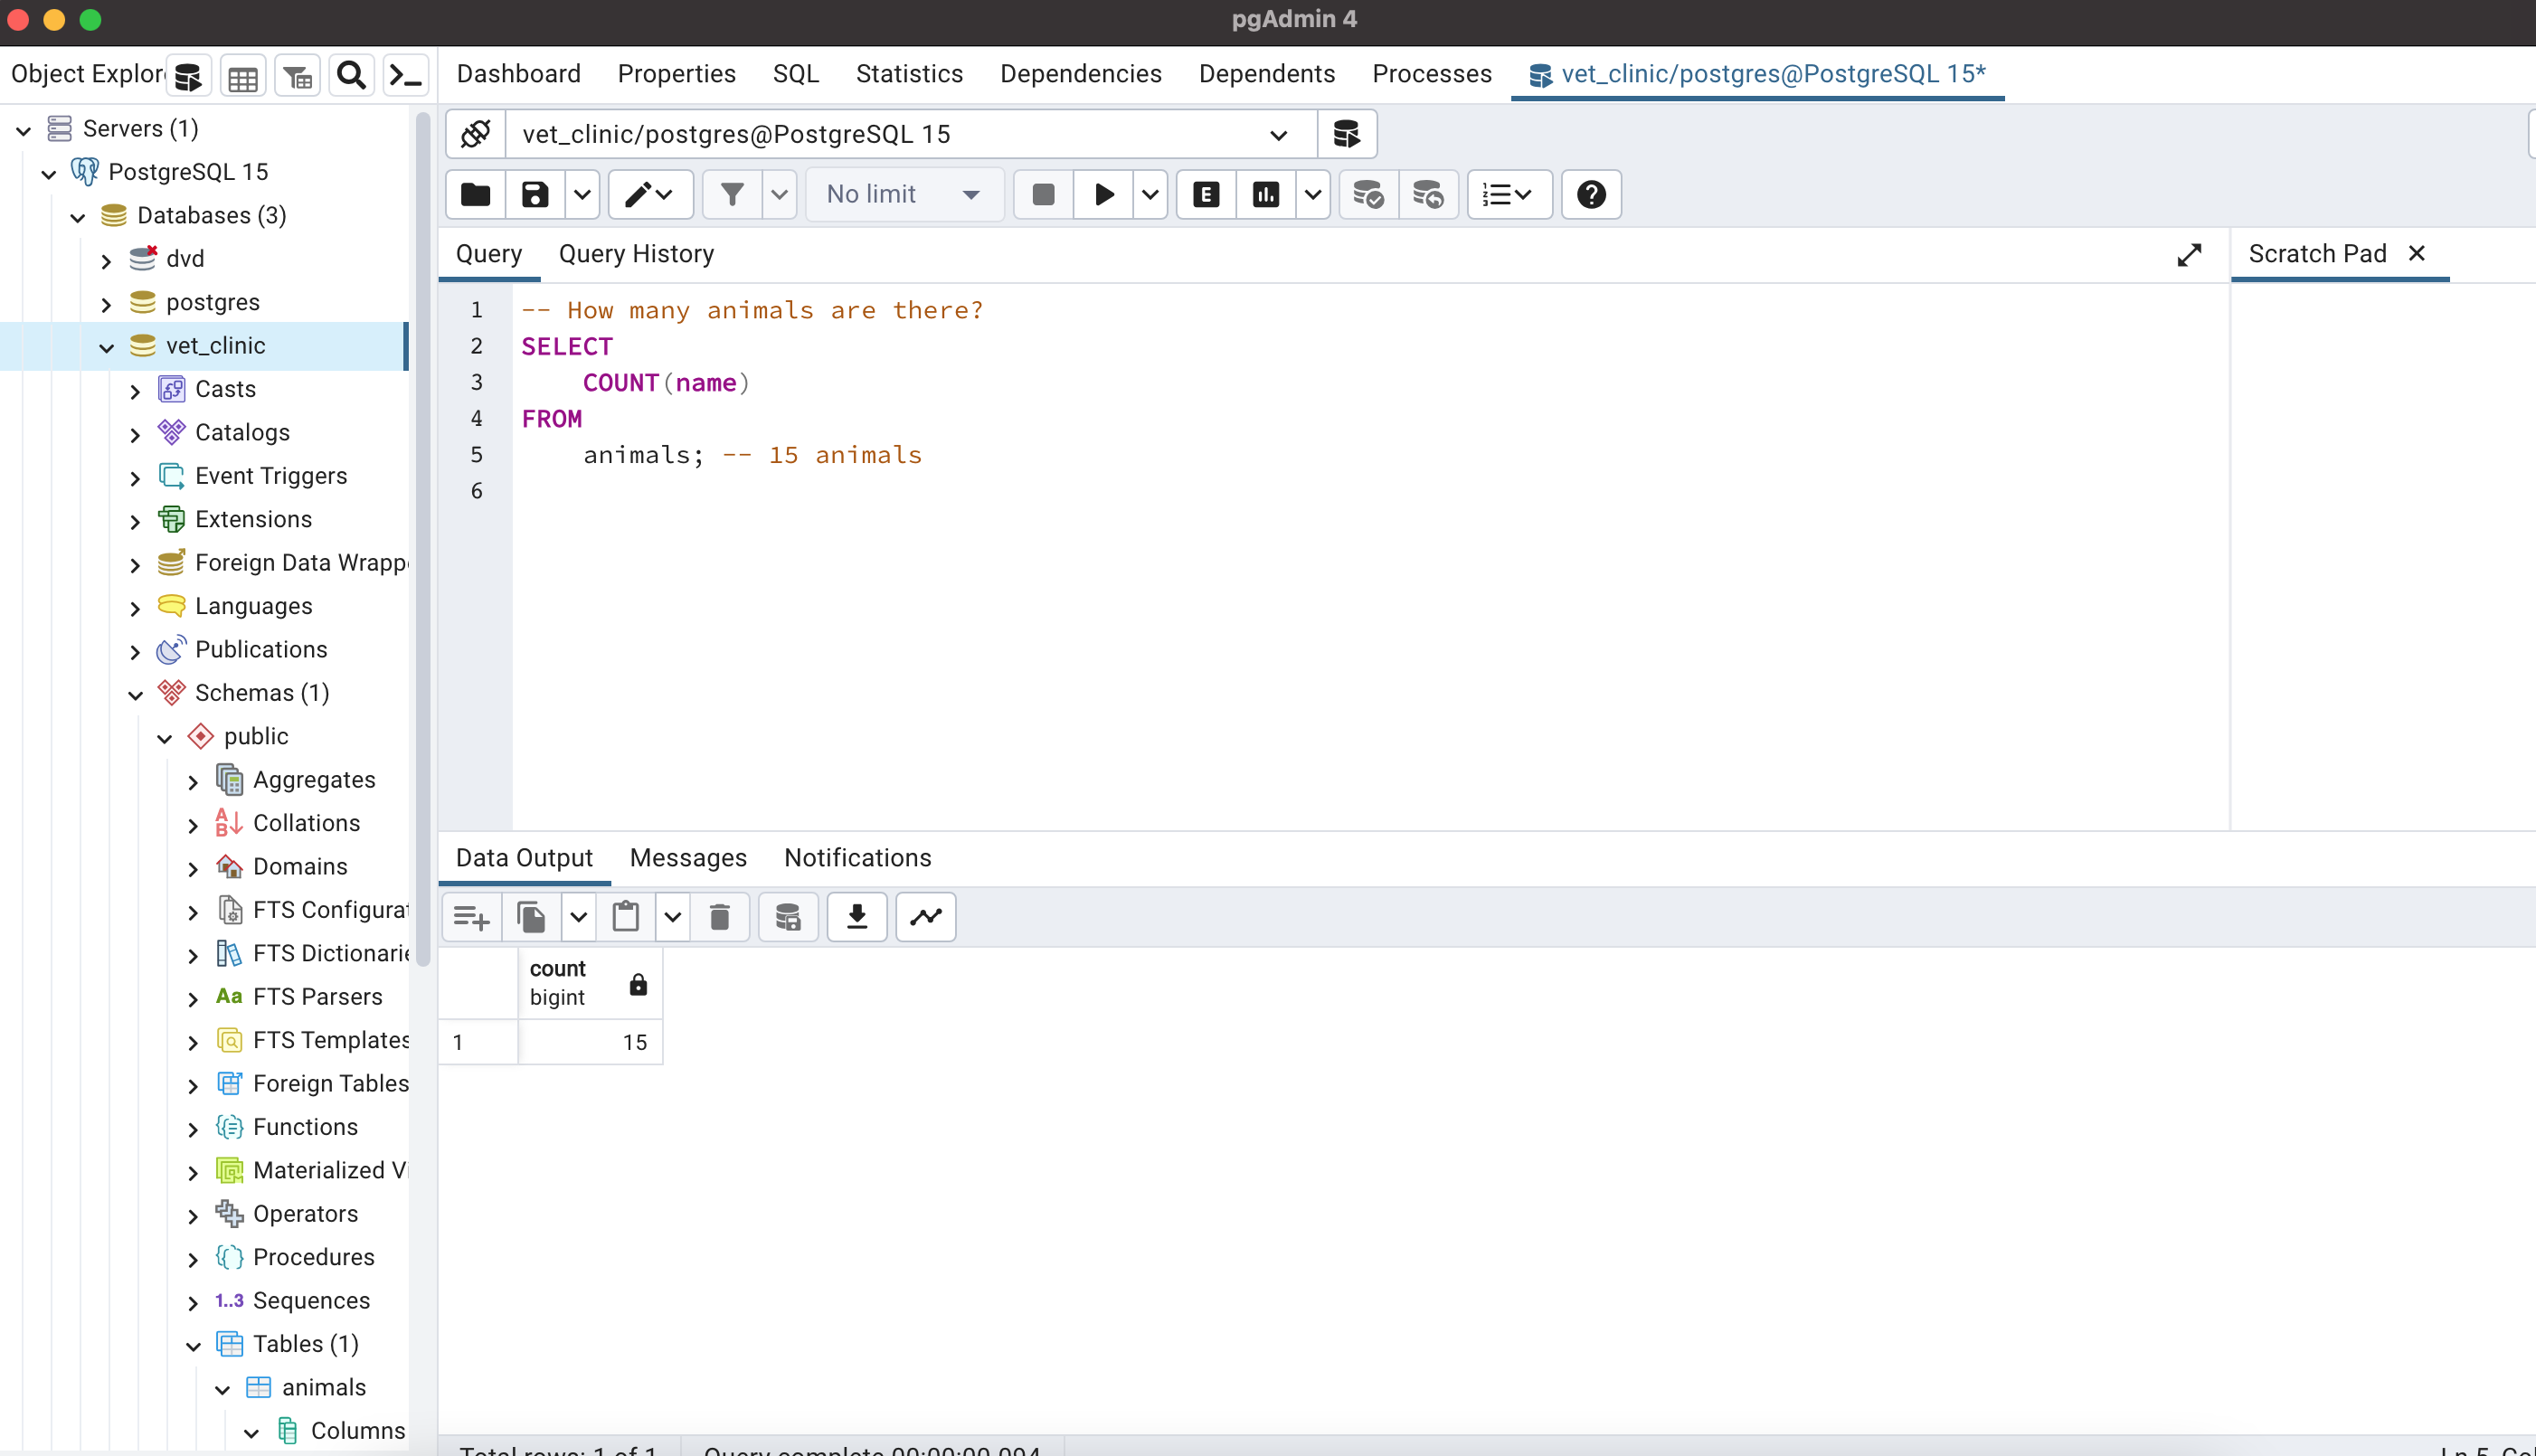 pgAdmin 4
Object Explor
Dashboard Properties SQL Statistics Dependencies Dependents Processes vet_clinic/postgres@PostgreSQL 15*
Servers (1)
PostgreSQL 15
Databases (3)
dvd
postgres
vet_clinic
Casts
Catalogs
Event Triggers
Extensions
Foreign Data Wrapp
Languages
Publications
Schemas (1)
public
Aggregates
Collations
Domains
FTS Configurat
FTS Dictionarie
Aa FTS Parsers
FTS Templates
Foreign Tables
Functions
Materialized Vi
Operators
Procedures
1..3 Sequences
Tables (1)
animals
Columns
vet_clinic/postgres@PostgreSQL 15
No limit
E
Query Query History
Scratch Pad
1 -- How many animals are there?
2 SELECT
3 COUNT(name)
4 FROM
5 animals; -- 15 animals
6
Data Output Messages Notifications
count
bigint
1 15
Total rows: 1 of 1 Query complete 00:00:00.094
Ln 5, Col